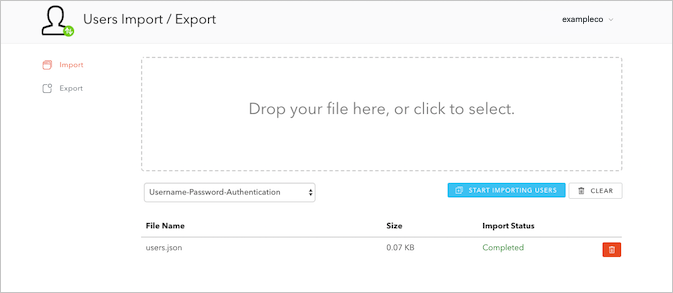 Users Import / Export
exampleco
Import
Export
Drop your file here, or click to select.
Username-Password-Authentication
START IMPORTING USERS
CLEAR
File Name Size Import Status
users.json 0.07 KB Completed